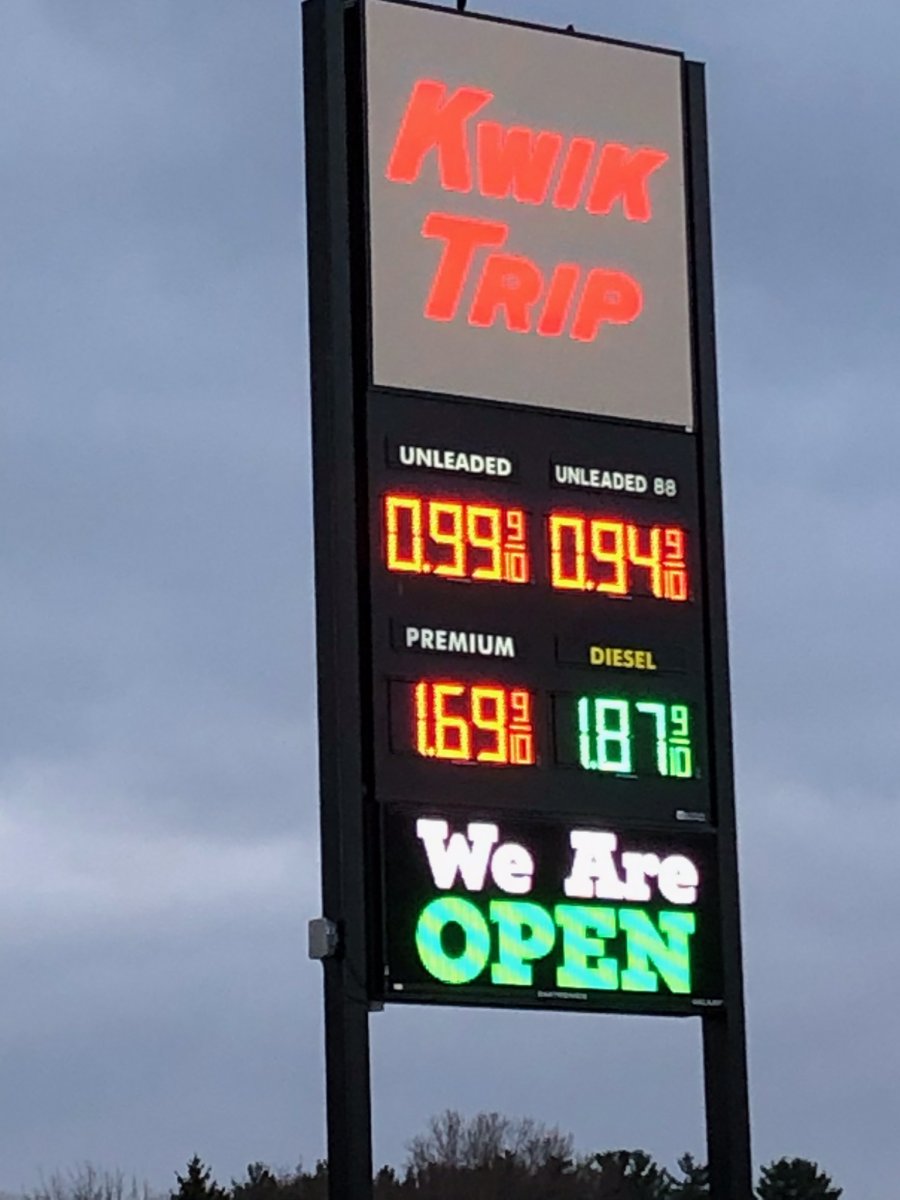 KWIK
TRIP
UNLEADED UNLEADED 88
0.99 9/10 0.94 9/10
PREMIUM DIESEL
1.69 9/10 1.87 9/10
We Are
OPEN
DAKTRONICS